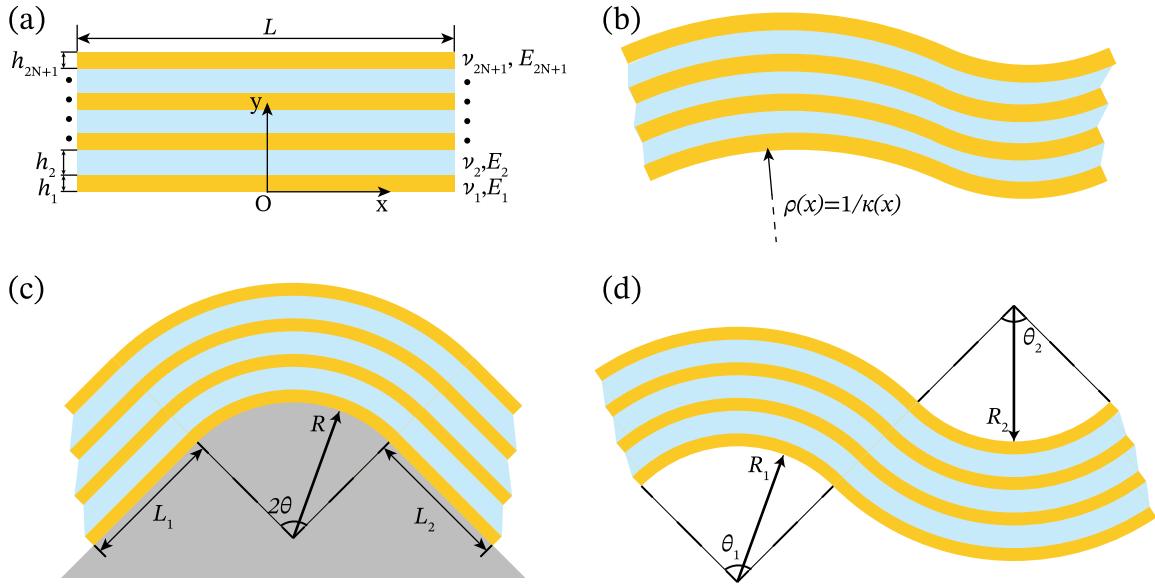 (a)
L
h2N+1
ν2N+1, E2N+1
y
h2
ν2,E2
h1
ν1,E1
O
x
(b)
ρ(x)=1/κ(x)
(c)
R
2θ
L1
L2
(d)
θ2
R2
R1
θ1